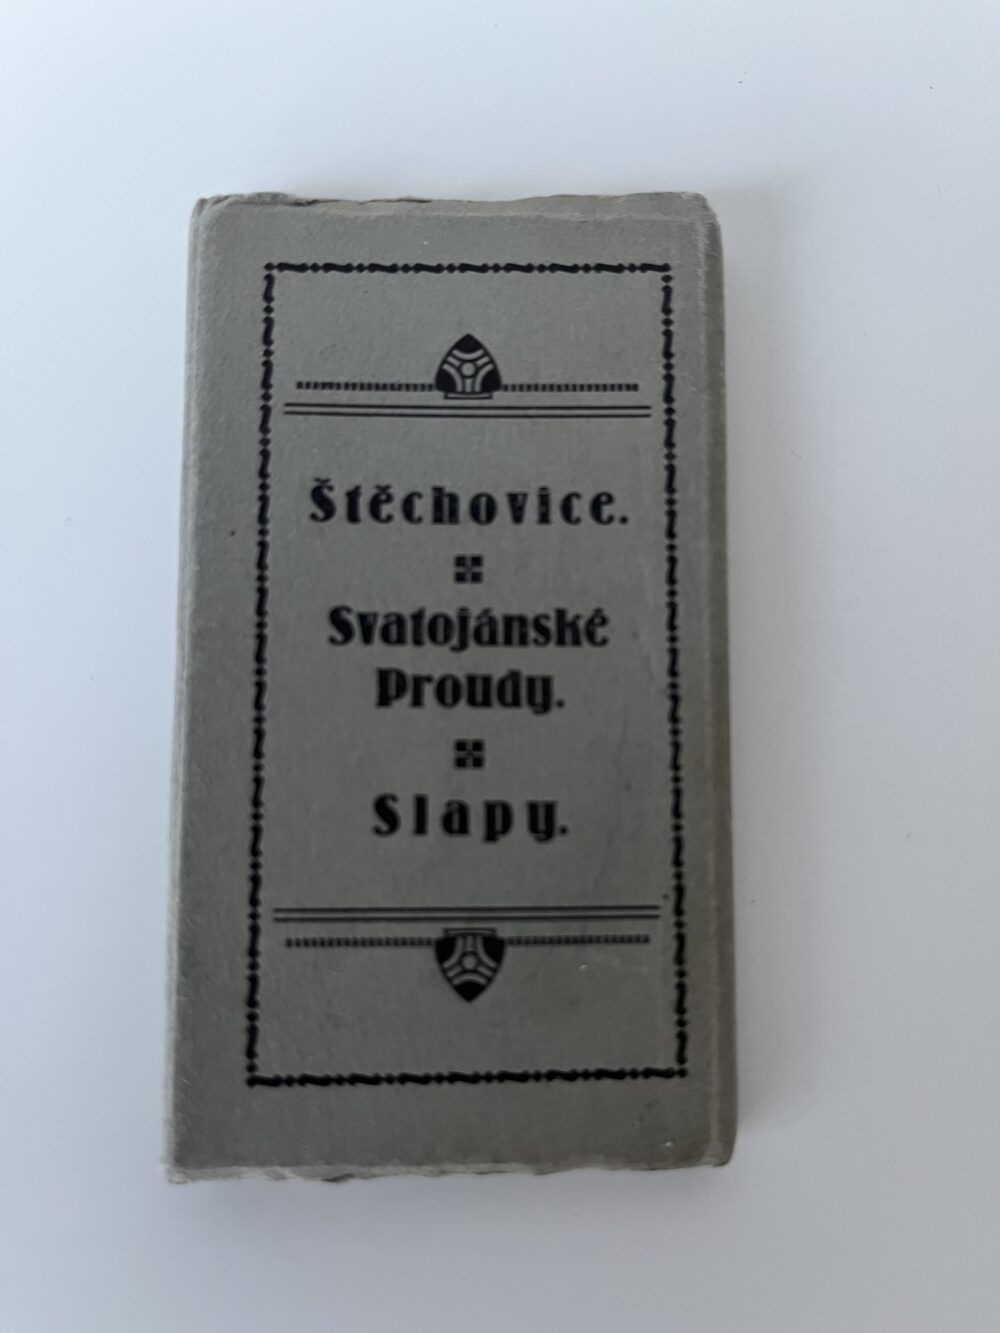 Štěchovice.
Svatojánské
Proudy.
Slapy.